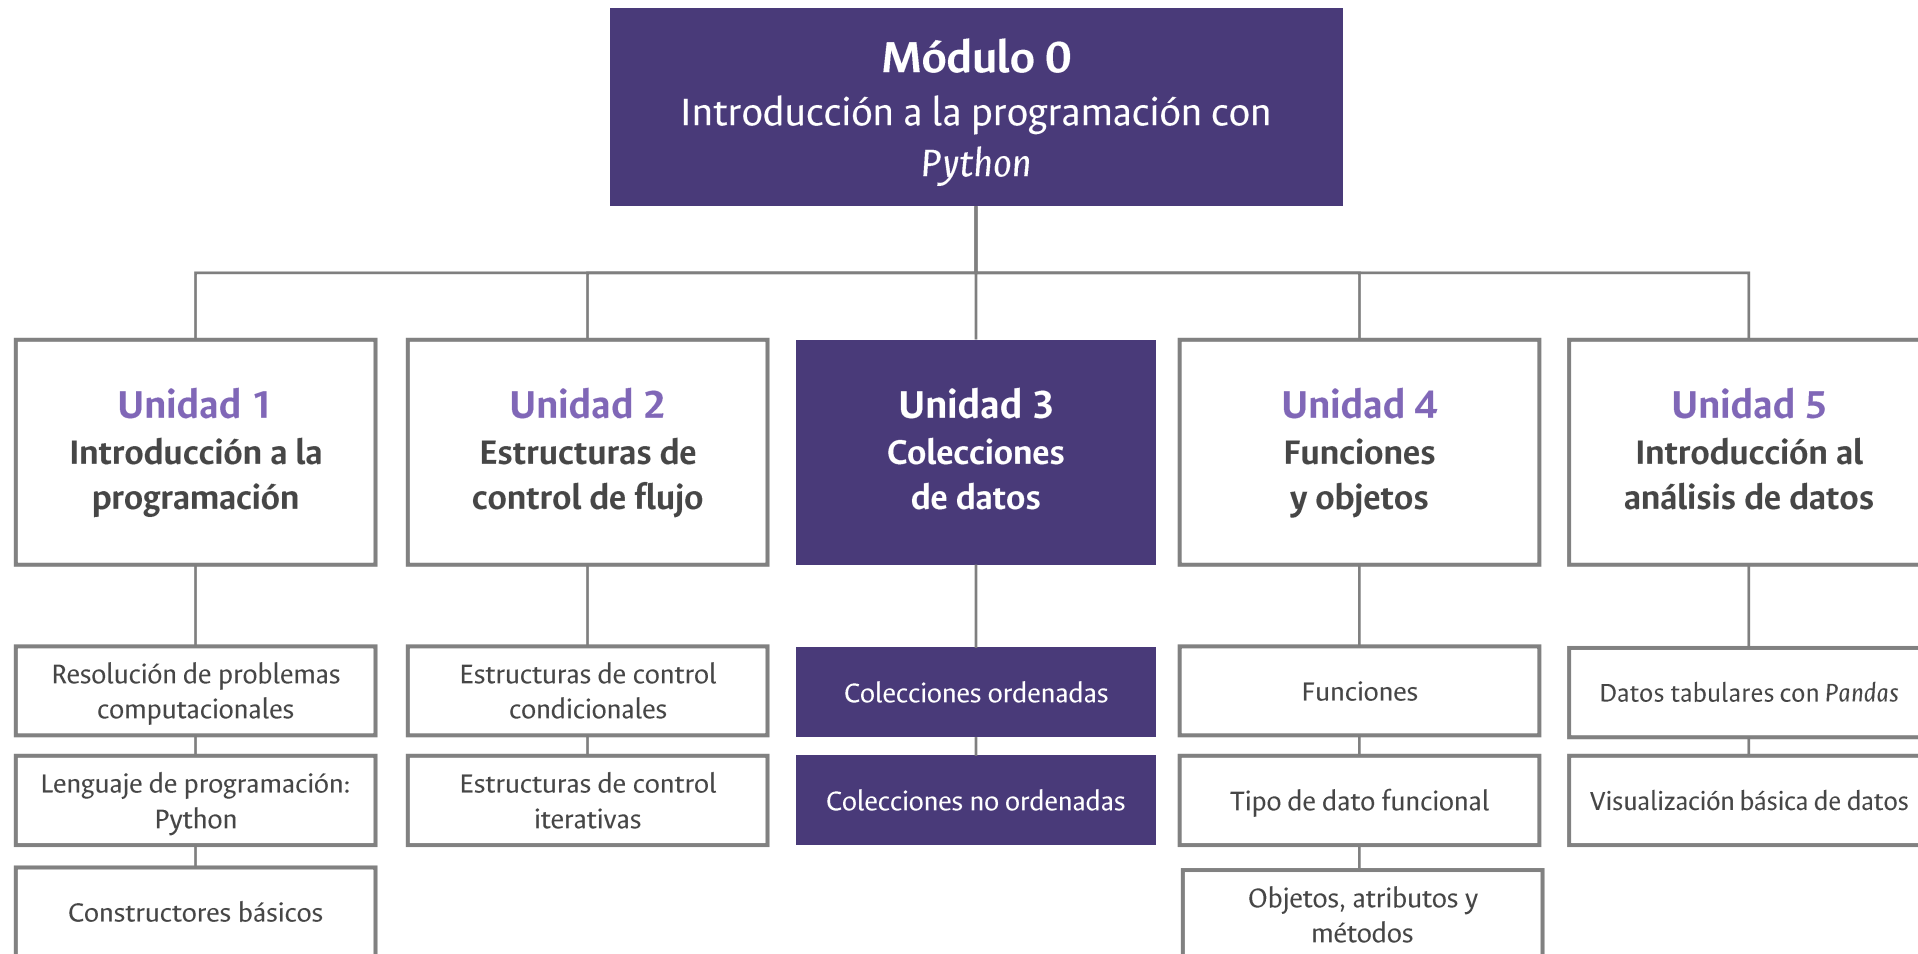 Módulo 0
Introducción a la programación con
Python
Unidad 1
Introducción a la
programación
Unidad 2
Estructuras de
control de flujo
Unidad 3
Colecciones
de datos
Unidad 4
Funciones
y objetos
Unidad 5
Introducción al
análisis de datos
Resolución de problemas
computacionales
Lenguaje de programación:
Python
Constructores básicos
Estructuras de control
condicionales
Estructuras de control
iterativas
Colecciones ordenadas
Colecciones no ordenadas
Funciones
Tipo de dato funcional
Objetos, atributos y
métodos
Datos tabulares con Pandas
Visualización básica de datos